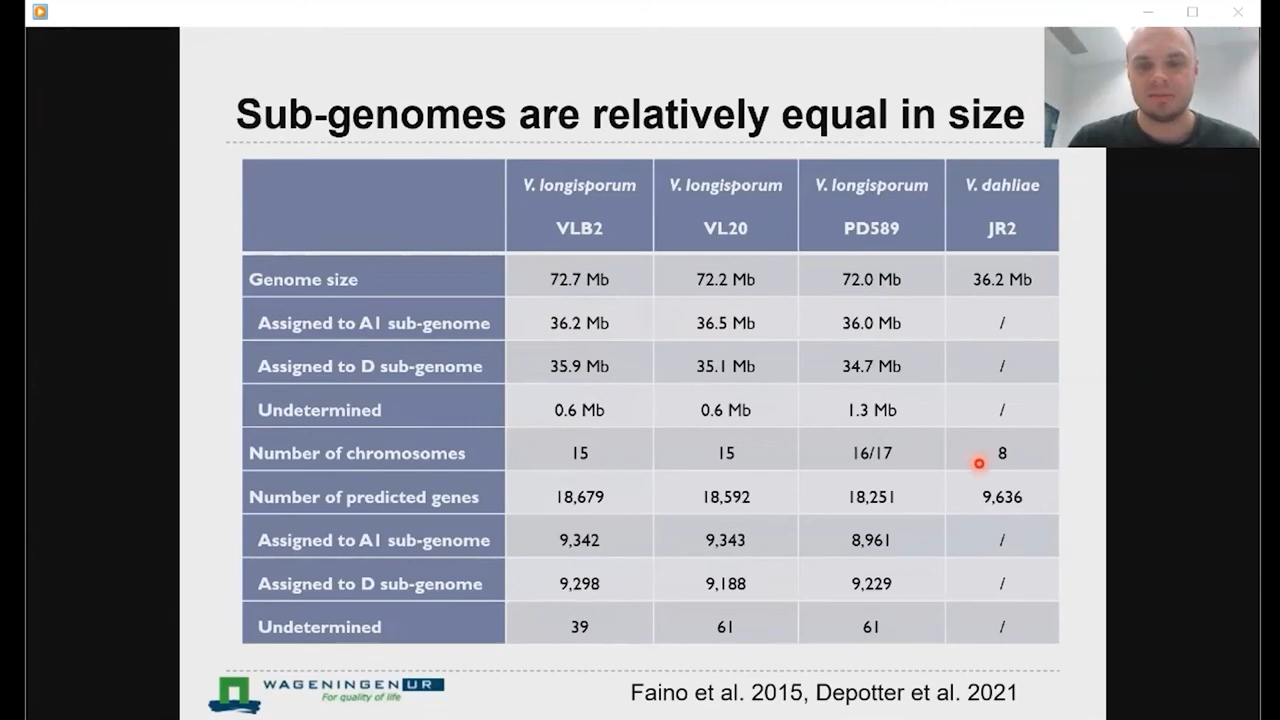 Sub-genomes are relatively equal in size
V. longisporum V. longisporum V. longisporum V. dahliae
VLB2 VL20 PD589 JR2
Genome size 72.7 Mb 72.2 Mb 72.0 Mb 36.2 Mb
Assigned to A1 sub-genome 36.2 Mb 36.5 Mb 36.0 Mb /
Assigned to D sub-genome 35.9 Mb 35.1 Mb 34.7 Mb /
Undetermined 0.6 Mb 0.6 Mb 1.3 Mb /
Number of chromosomes 15 15 16/17 8
Number of predicted genes 18,679 18,592 18,251 9,636
Assigned to A1 sub-genome 9,342 9,343 8,961 /
Assigned to D sub-genome 9,298 9,188 9,229 /
Undetermined 39 61 61 /
WAGENINGEN UR
For quality of life
Faino et al. 2015, Depotter et al. 2021